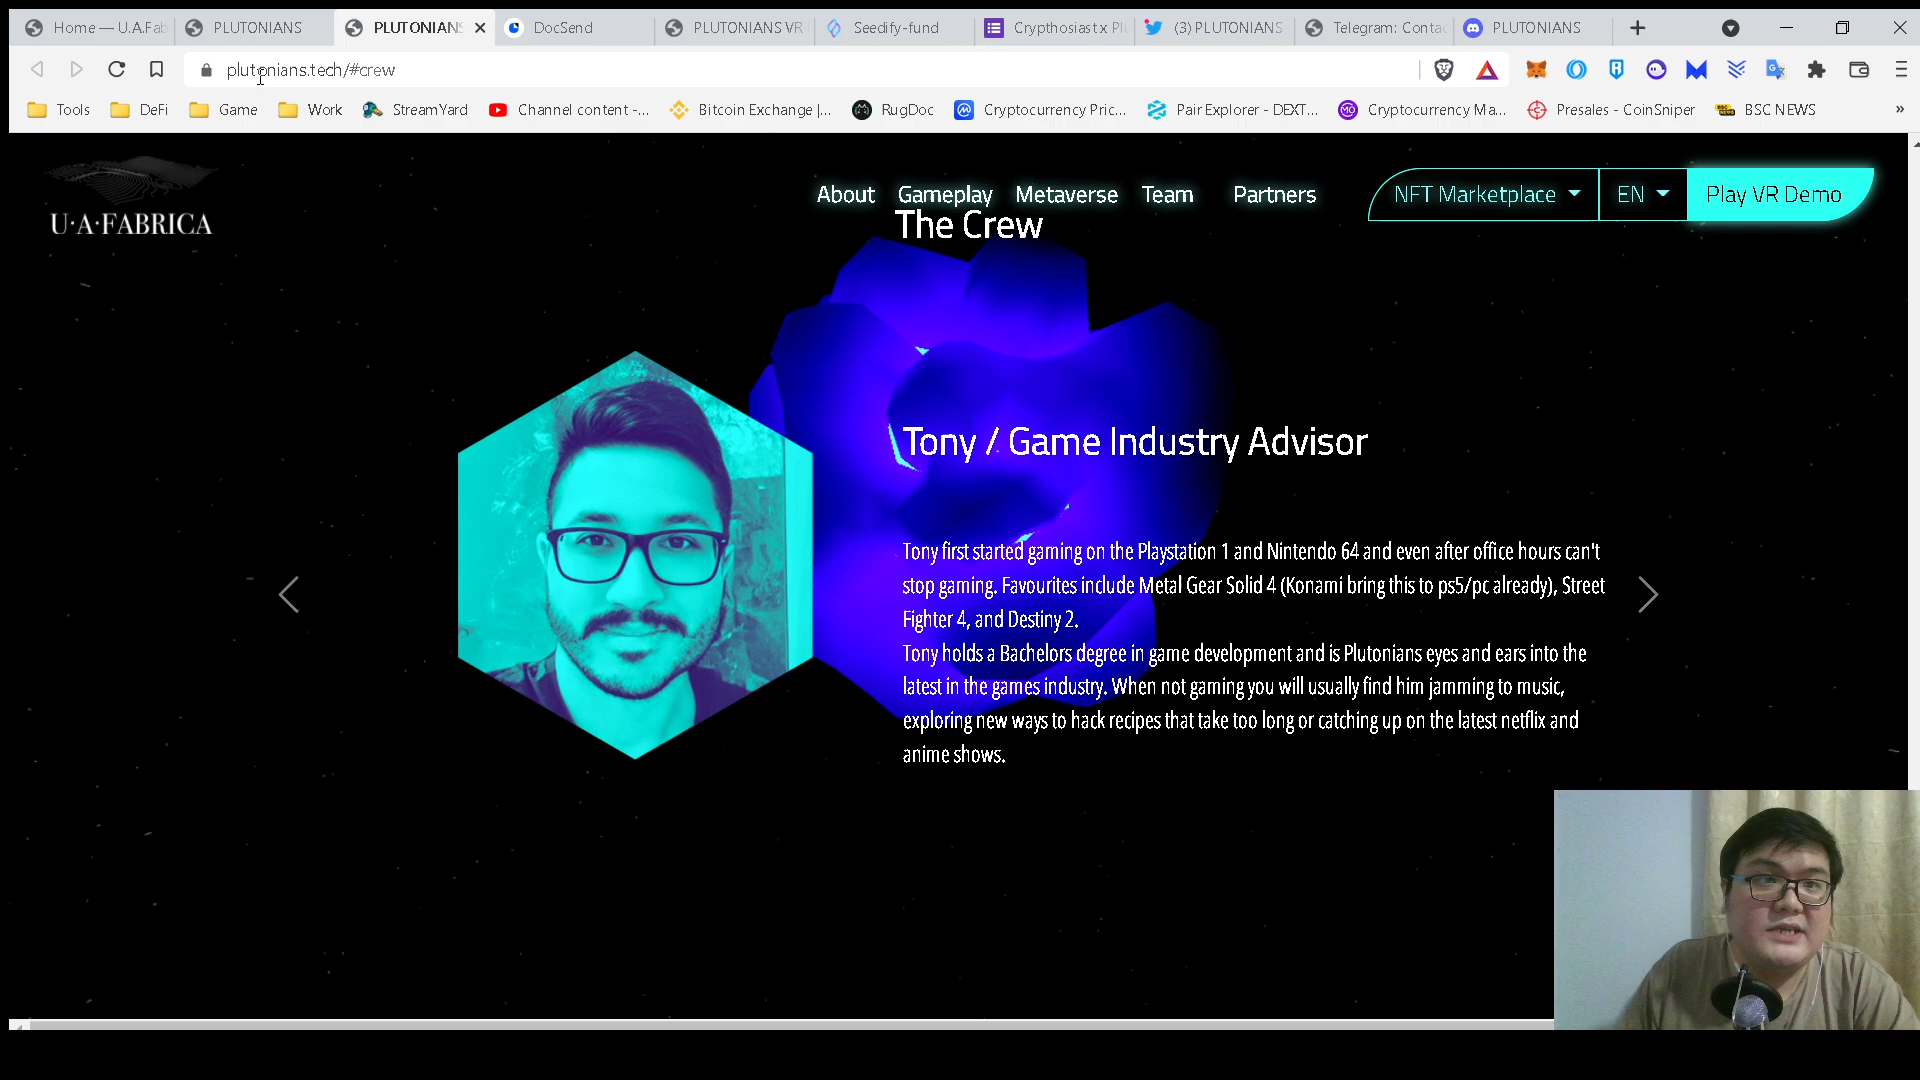 Home — U.A.Fab
PLUTONIANS
PLUTONIANS
DocSend
PLUTONIANS VR
Seedify-fund
Crypthosiast x Plu
(3) PLUTONIANS
Telegram: Contac
PLUTONIANS
plutonians.tech/#crew
Tools
DeFi
Game
Work
StreamYard
Channel content -...
Bitcoin Exchange |...
RugDoc
Cryptocurrency Pric...
Pair Explorer - DEXT...
Cryptocurrency Ma...
Presales - CoinSniper
BSC NEWS
»
U·A·FABRICA
About
Gameplay
Metaverse
Team
Partners
NFT Marketplace
EN
Play VR Demo
The Crew
Tony / Game Industry Advisor
Tony first started gaming on the Playstation 1 and Nintendo 64 and even after office hours can't
stop gaming. Favourites include Metal Gear Solid 4 (Konami bring this to ps5/pc already), Street
Fighter 4, and Destiny 2.
Tony holds a Bachelors degree in game development and is Plutonians eyes and ears into the
latest in the games industry. When not gaming you will usually find him jamming to music,
exploring new ways to hack recipes that take too long or catching up on the latest netflix and
anime shows.